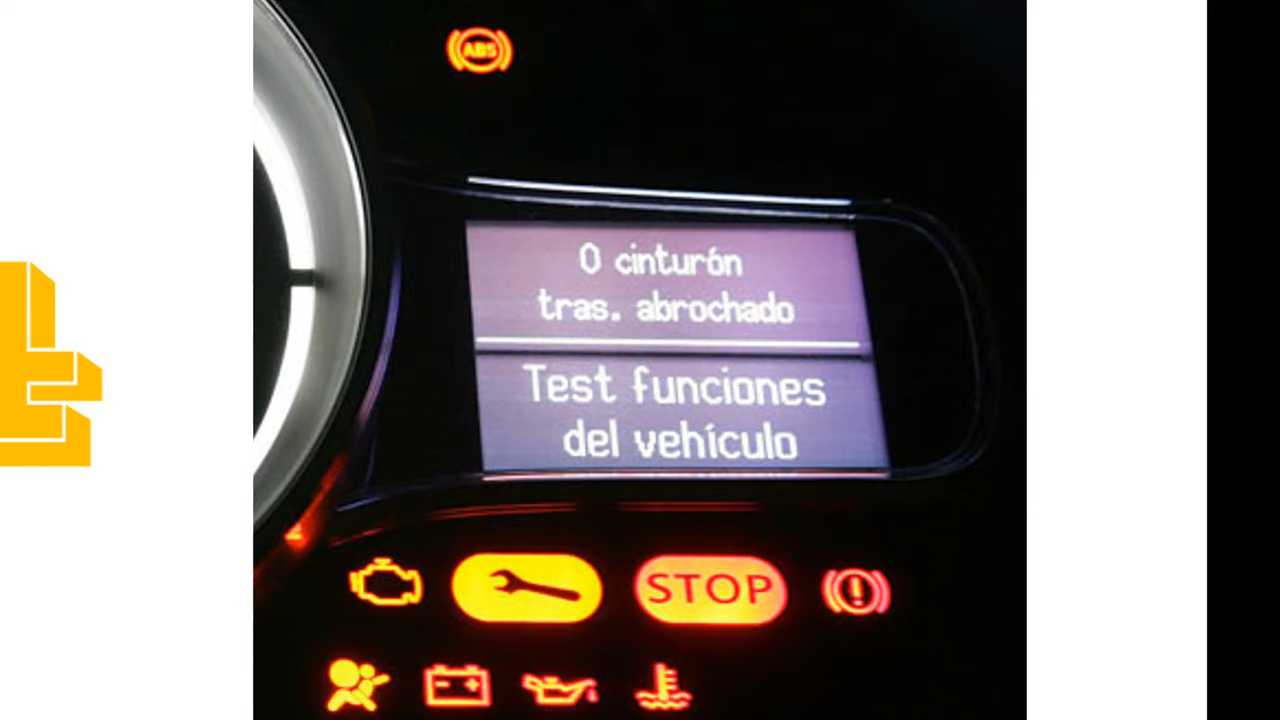 ABS
0 cinturón
tras. abrochado
Test funciones
del vehículo
STOP